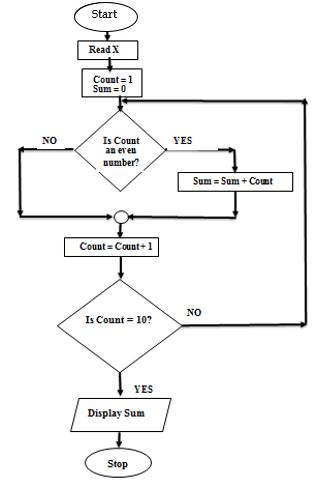 Start
Read X
Count = 1
Sum = 0
Is Count
an even
number?
NO
YES
Sum = Sum + Count
Count = Count + 1
Is Count = 10?
NO
YES
Display Sum
Stop